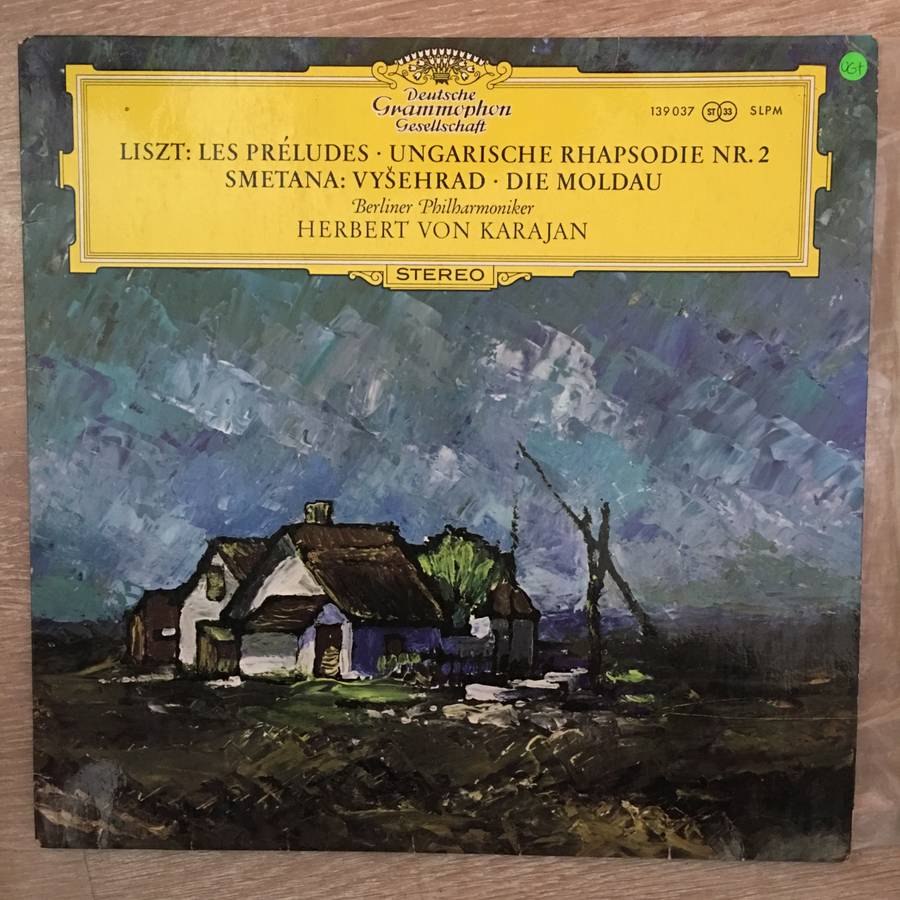 Deutsche
Grammophon
Gesellschaft
139 037 ST 33 SLPM
LISZT: LES PRÉLUDES · UNGARISCHE RHAPSODIE NR. 2
SMETANA: VYŠEHRAD · DIE MOLDAU
Berliner Philharmoniker
HERBERT VON KARAJAN
STEREO
VG+